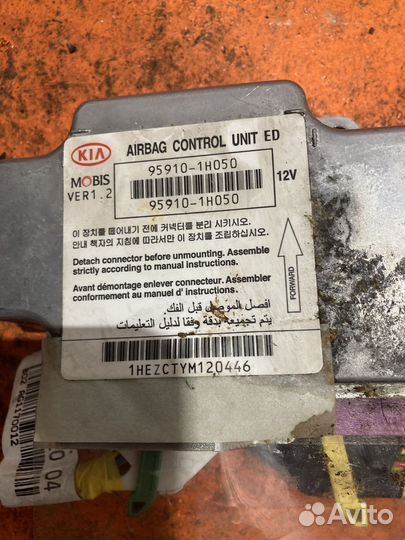 KIA
AIRBAG CONTROL UNIT ED
MOBIS
VER1.2
95910-1H050
95910-1H050
12V
이 장치를 떼어내기 전에 커넥터를 분리 시키시오.
안내 책자의 지침에 따라서만 이 장치를 조립하십시오.
Detach connector before unmounting. Assemble
strictly according to manual instructions.
Avant démontage enlever connecteur. Assembler
conformement au manuel d' instructions.
FORWARD
افصل الموصل قبل الفك.
يتم تجميعه بدقة وفقا لدليل التعليمات
1HEZCTYM120446
04
Avito